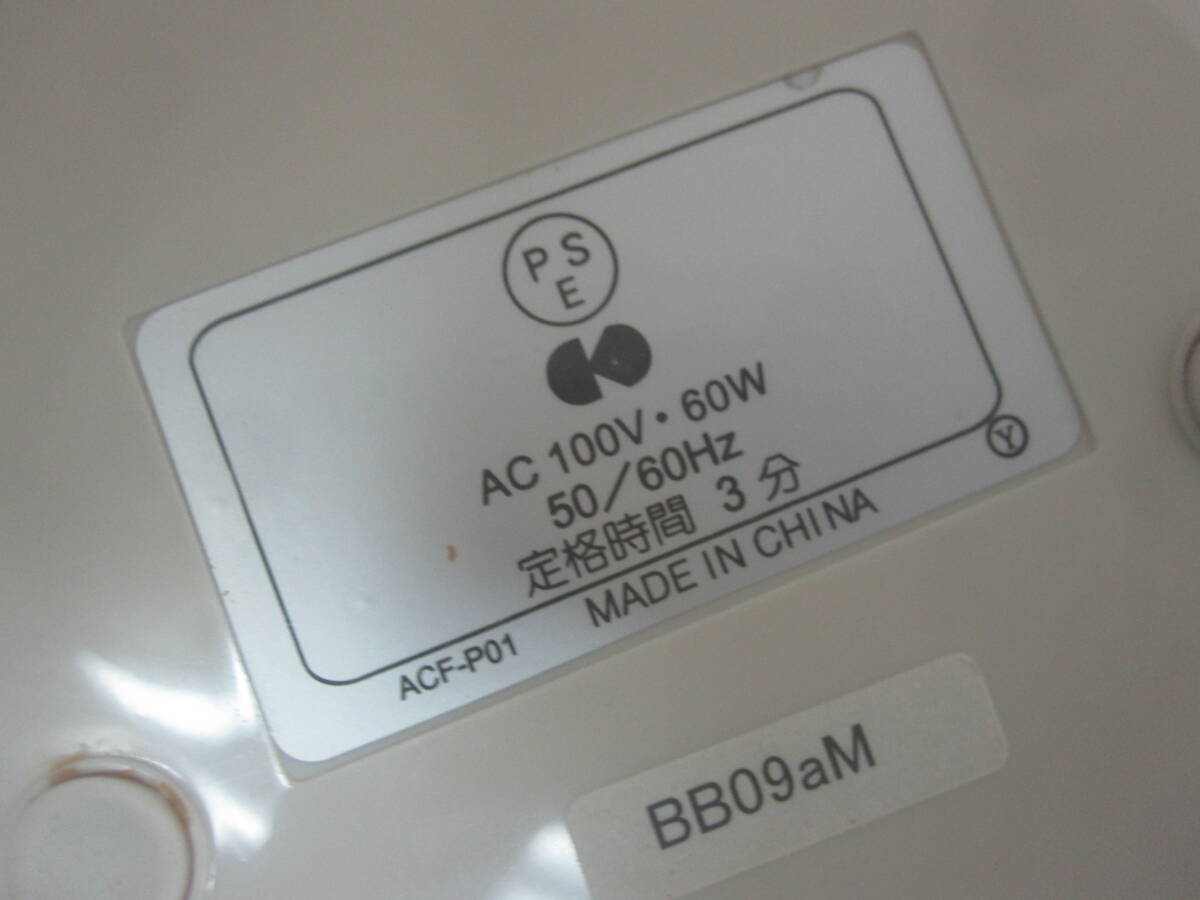 P S
E
AC 100V・60W
50／60Hz
定格時間 3 分
Y
ACF-P01 MADE IN CHINA
BB09aM